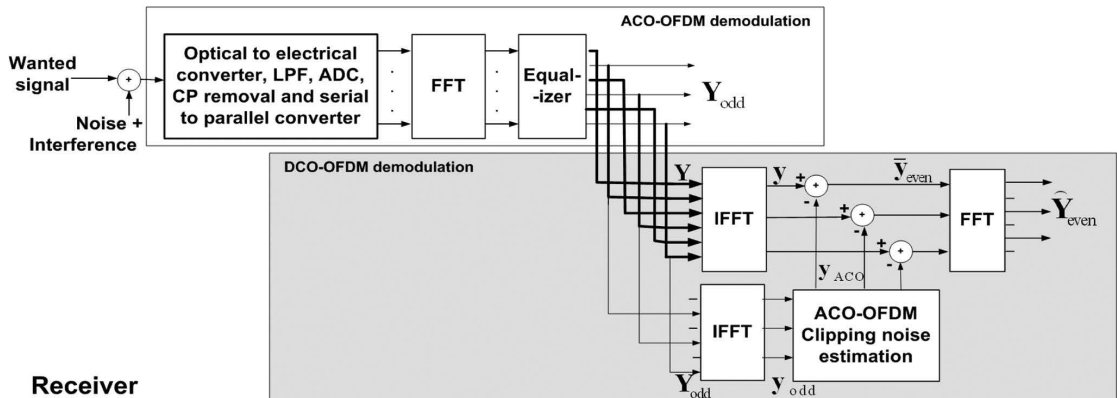 ACO-OFDM demodulation
Wanted
signal
+
Noise +
Interference
Optical to electrical
converter, LPF, ADC,
CP removal and serial
to parallel converter
FFT
Equal-
-izer
Y odd
DCO-OFDM demodulation
Y
IFFT
y
+
+
-
ȳ even
+
+
-
+
+
-
FFT
Ŷ even
y ACO
IFFT
ACO-OFDM
Clipping noise
estimation
Y odd
y odd
Receiver